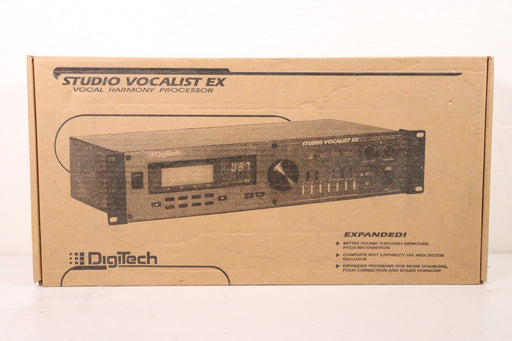 STUDIO VOCALIST EX
VOCAL HARMONY PROCESSOR
DigiTech
STUDIO VOCALIST EX
EXPANDED!
BETTER SOUND THROUGH IMPROVED
PITCH RECOGNITION
COMPLETE EDIT CAPABILITY VIA MIDI SYSTEM
EXCLUSIVE
EXPANDED PROGRAMS FOR MORE DOUBLING,
PITCH CORRECTION AND EASIER HARMONY
DigiTech